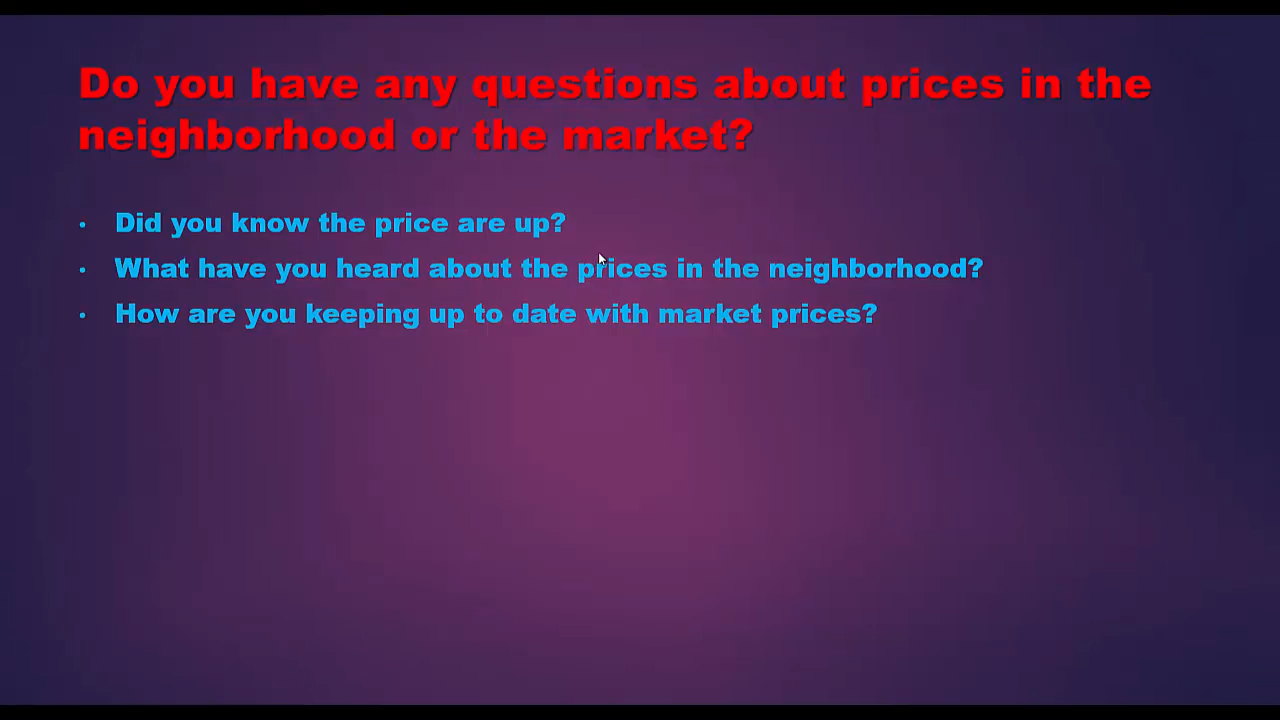 Do you have any questions about prices in the
neighborhood or the market?
• Did you know the price are up?
• What have you heard about the prices in the neighborhood?
• How are you keeping up to date with market prices?